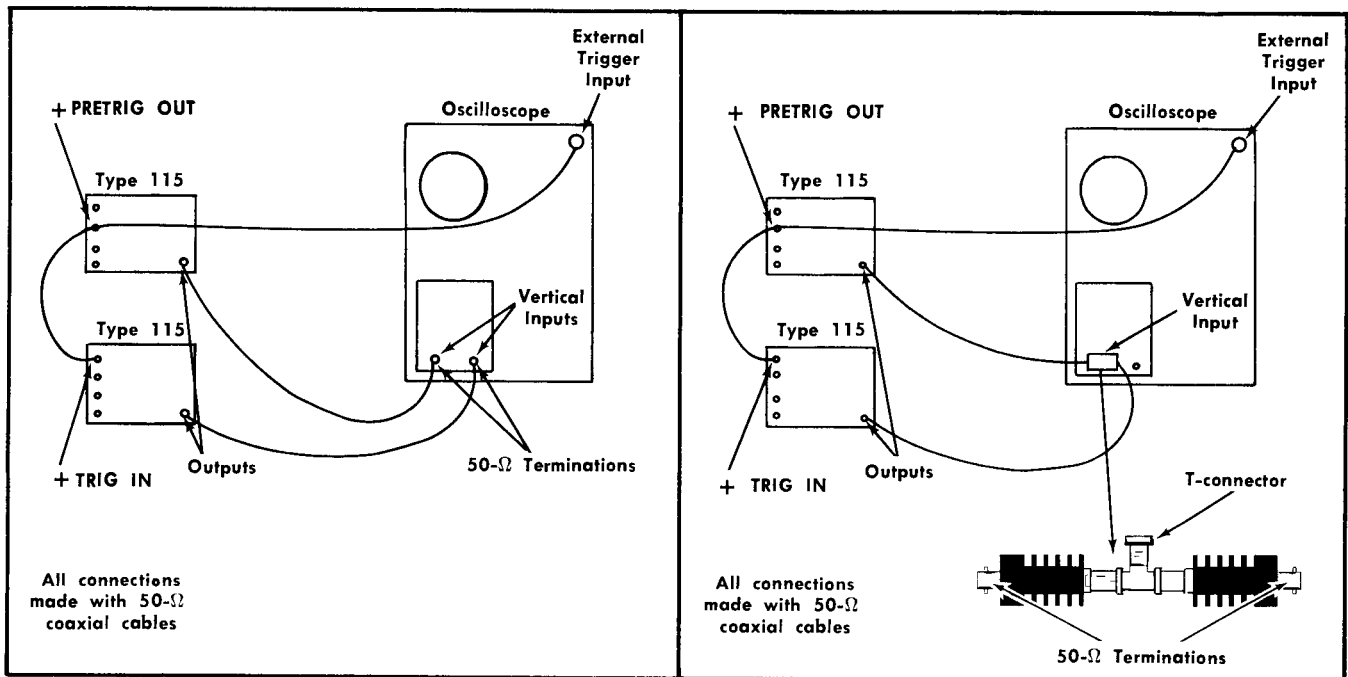 External
Trigger
Input
+ PRETRIG OUT
Oscilloscope
Type 115
Vertical
Inputs
Type 115
Outputs
50-Ω Terminations
+ TRIG IN
All connections
made with 50-Ω
coaxial cables
External
Trigger
Input
+ PRETRIG OUT
Oscilloscope
Type 115
Vertical
Input
Type 115
Outputs
+ TRIG IN
T-connector
All connections
made with 50-Ω
coaxial cables
50-Ω Terminations